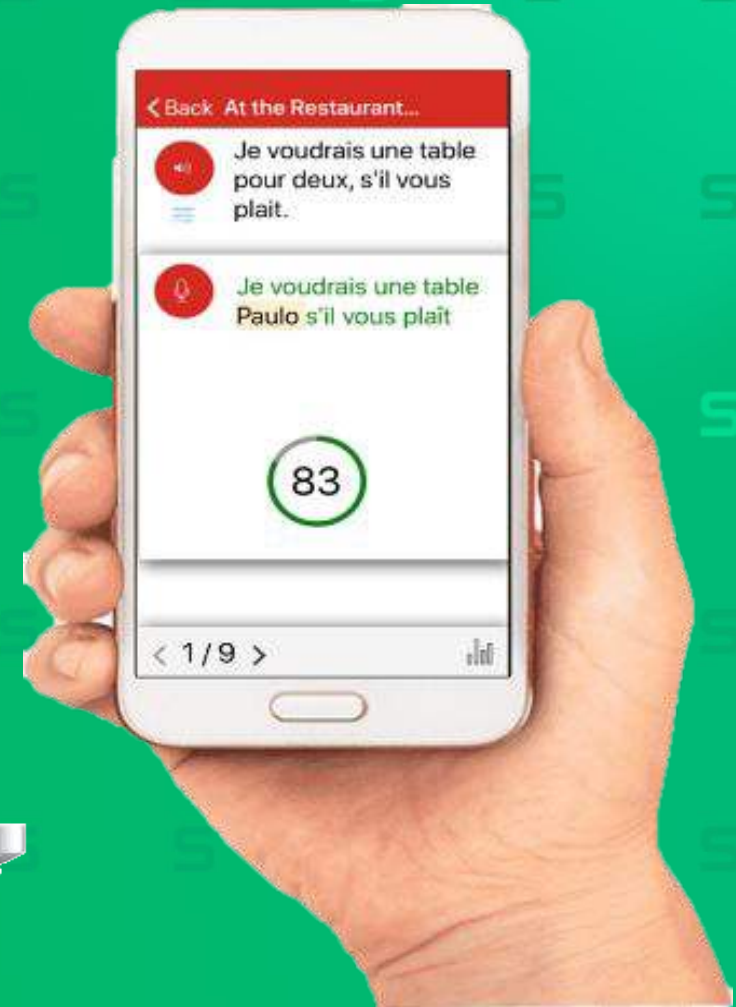 Back At the Restaurant...
Je voudrais une table
pour deux, s'il vous
plait.
Je voudrais une table
Paulo s'il vous plaît
83
< 1/9 >